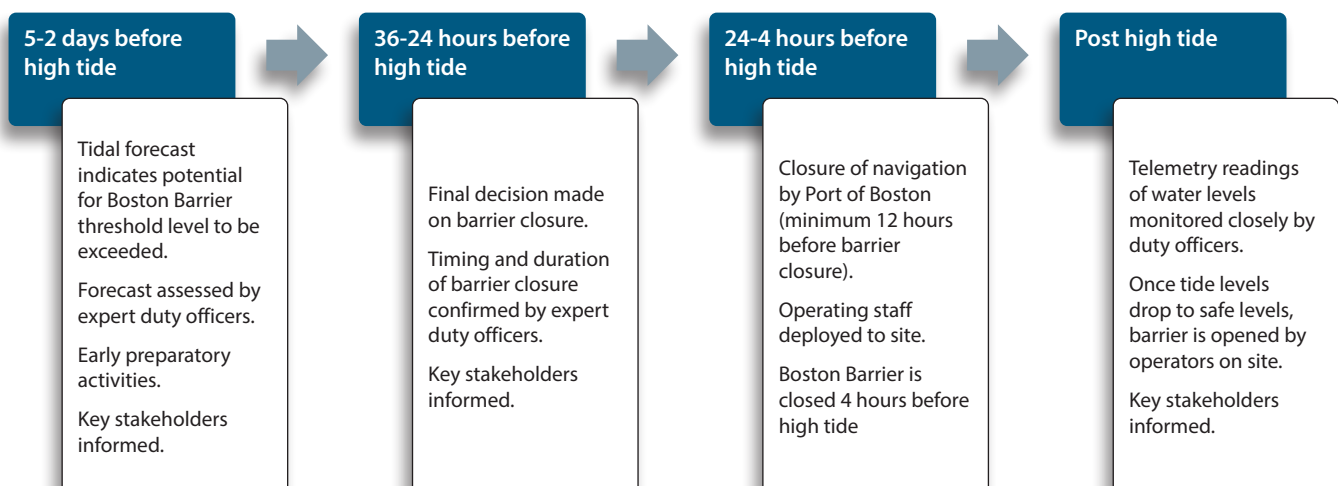 5-2 days before
high tide
Tidal forecast
indicates potential
for Boston Barrier
threshold level to be
exceeded.
Forecast assessed by
expert duty officers.
Early preparatory
activities.
Key stakeholders
informed.
36-24 hours before
high tide
Final decision made
on barrier closure.
Timing and duration
of barrier closure
confirmed by expert
duty officers.
Key stakeholders
informed.
24-4 hours before
high tide
Closure of navigation
by Port of Boston
(minimum 12 hours
before barrier
closure).
Operating staff
deployed to site.
Boston Barrier is
closed 4 hours before
high tide
Post high tide
Telemetry readings
of water levels
monitored closely by
duty officers.
Once tide levels
drop to safe levels,
barrier is opened by
operators on site.
Key stakeholders
informed.